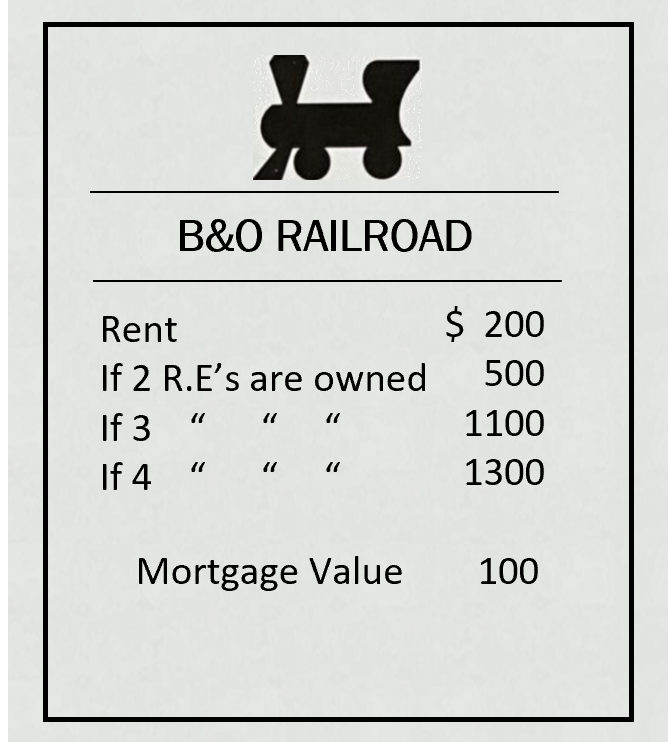 B&O RAILROAD
Rent $ 200
If 2 R.E’s are owned 500
If 3 “ “ “ 1100
If 4 “ “ “ 1300
Mortgage Value 100